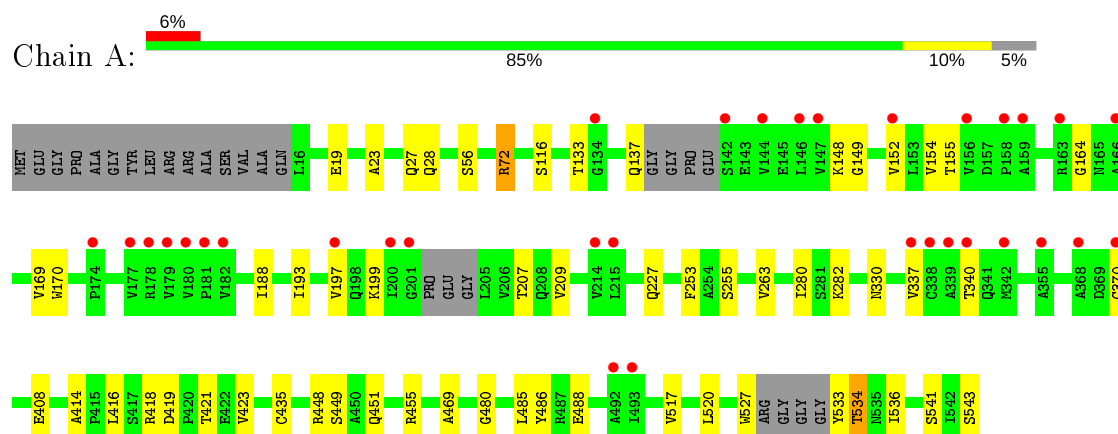 6%
Chain A:
85% 10% 5%
MET GLU GLY PRO ALA GLY TYR LEU ARG ARG ALA SER VAL ALA GLN L16 E19 A23 Q27 Q28 S56 R72 S116 T133 G134 Q137 GLY GLY PRO GLU S142 E143 V144 E145 L146 V147 K148 G149 V152 L153 V154 T155 V156 D157 P158 A159 R163 G164 N165 A166
V169 W170 P174 V177 R178 V179 V180 P181 V182 I188 I193 V197 Q198 K199 I200 G201 PRO GLU GLY L205 V206 T207 Q208 V209 V214 L215 Q227 F253 A254 S255 V263 I280 S281 K282 N330 V337 C338 A339 T340 Q341 M342 A355 A368 D369 C370
E408 A414 P415 L416 S417 R418 D419 P420 T421 E422 V423 C435 R448 S449 A450 Q451 R455 A469 G480 L485 Y486 R487 E488 A492 I493 V517 L520 W527 ARG GLY GLY GLY Y533 T534 N535 I536 S541 I542 S543